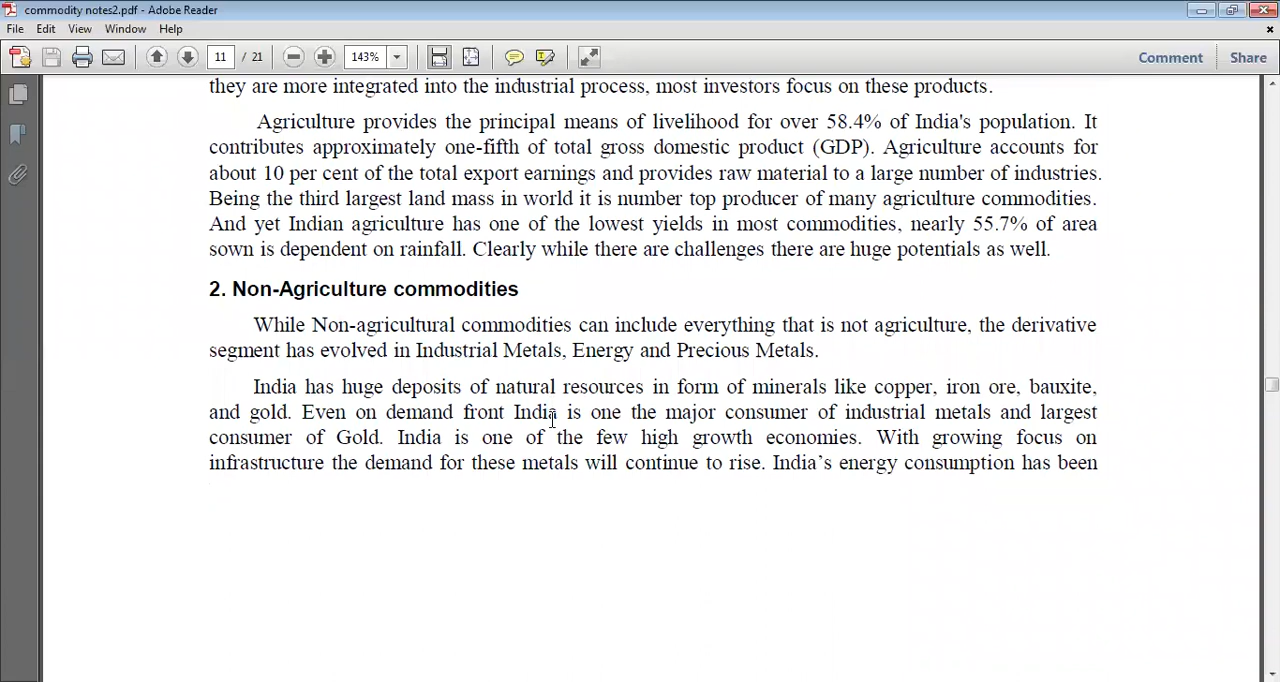 commodity notes2.pdf - Adobe Reader
File Edit View Window Help
11 / 21 143% Comment Share
they are more integrated into the industrial process, most investors focus on these products.
Agriculture provides the principal means of livelihood for over 58.4% of India's population. It
contributes approximately one-fifth of total gross domestic product (GDP). Agriculture accounts for
about 10 per cent of the total export earnings and provides raw material to a large number of industries.
Being the third largest land mass in world it is number top producer of many agriculture commodities.
And yet Indian agriculture has one of the lowest yields in most commodities, nearly 55.7% of area
sown is dependent on rainfall. Clearly while there are challenges there are huge potentials as well.
2. Non-Agriculture commodities
While Non-agricultural commodities can include everything that is not agriculture, the derivative
segment has evolved in Industrial Metals, Energy and Precious Metals.
India has huge deposits of natural resources in form of minerals like copper, iron ore, bauxite,
and gold. Even on demand front India is one the major consumer of industrial metals and largest
consumer of Gold. India is one of the few high growth economies. With growing focus on
infrastructure the demand for these metals will continue to rise. India’s energy consumption has been